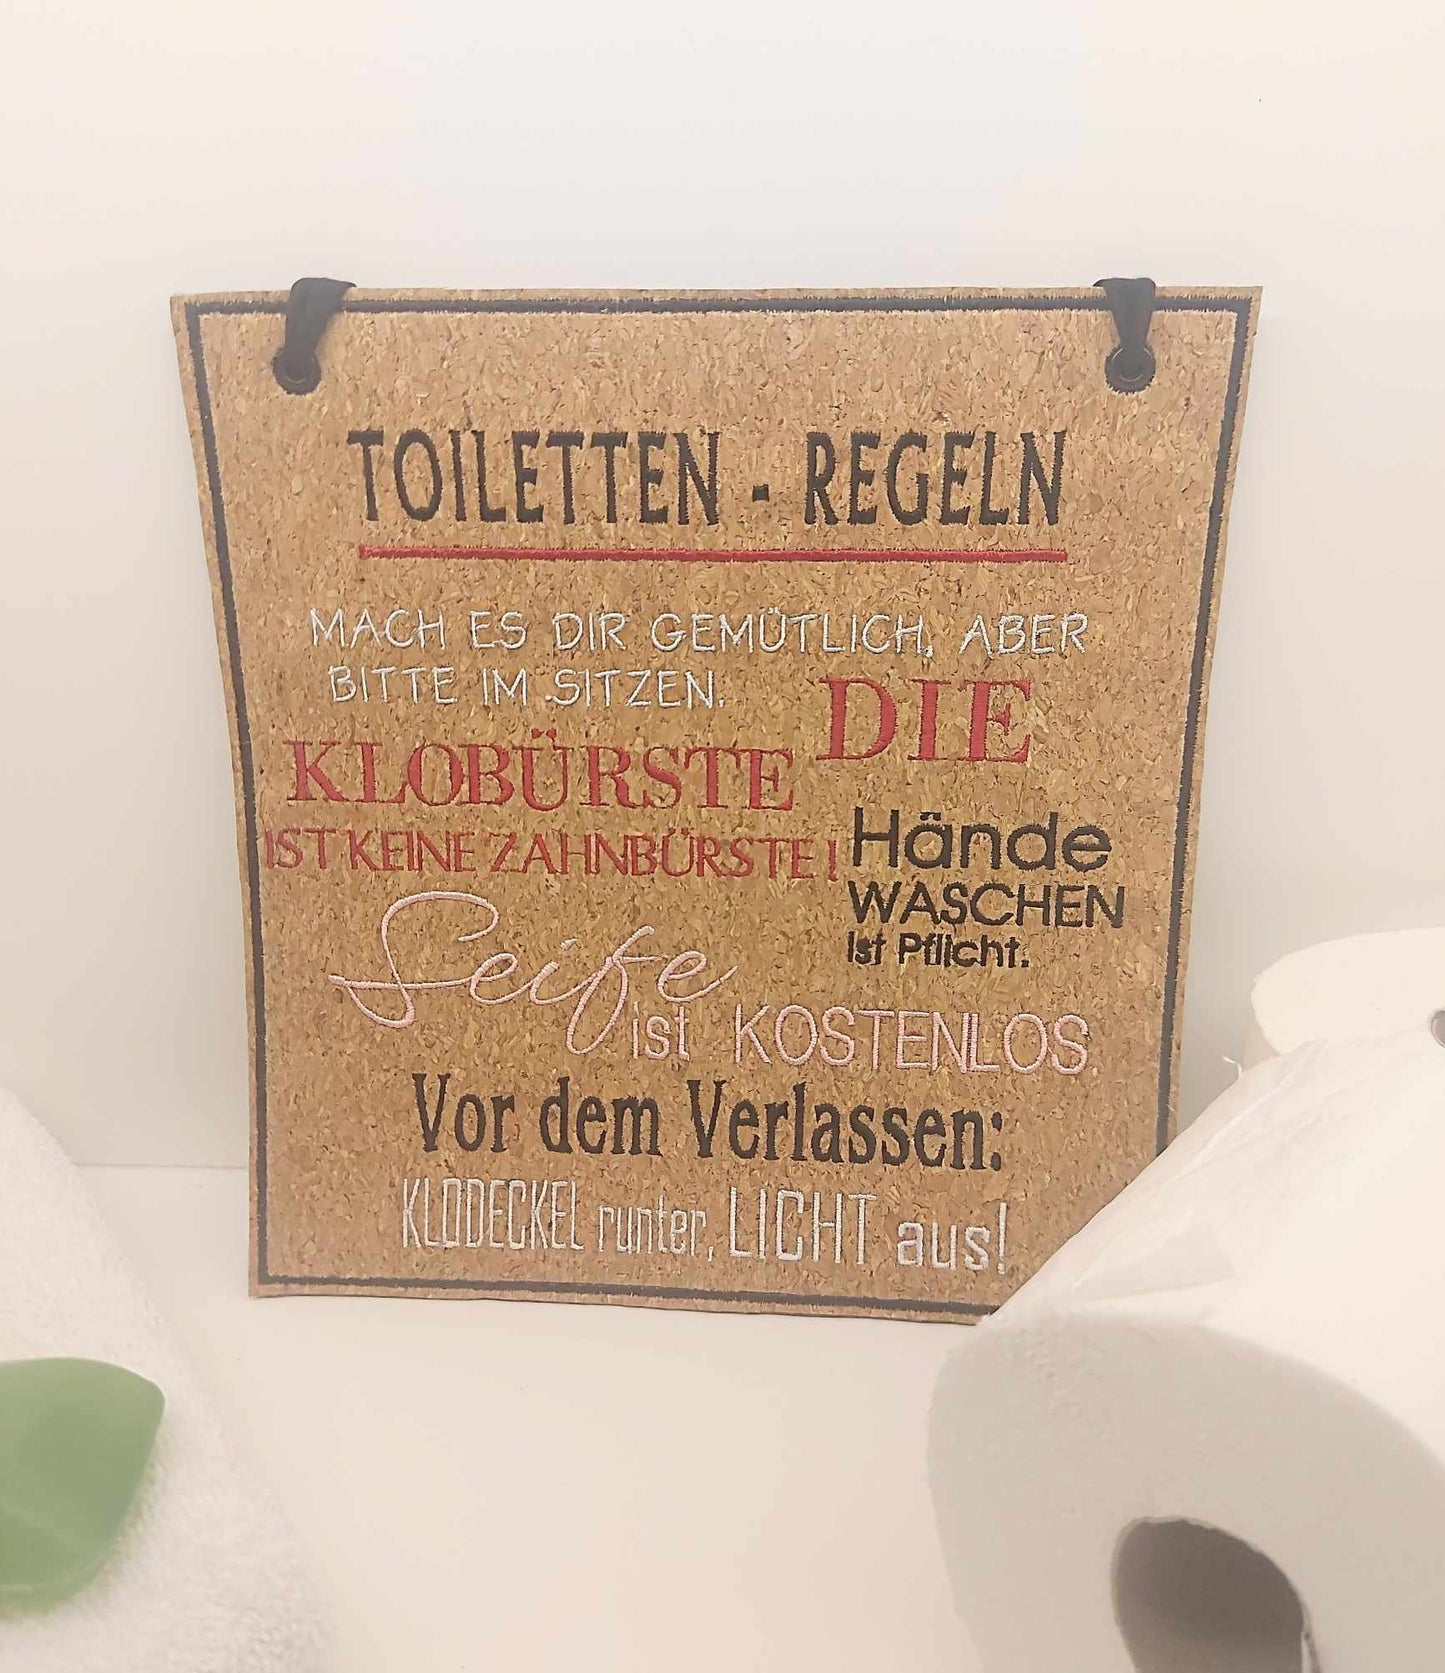 TOILETTEN - REGELN
MACH ES DIR GEMÜTLICH, ABER
BITTE IM SITZEN.
DIE
KLOBÜRSTE
IST KEINE ZAHNBÜRSTE!
Hände
WASCHEN
ist Pflicht.
Seife
ist KOSTENLOS
Vor dem Verlassen:
KLODECKEL runter, LICHT aus!